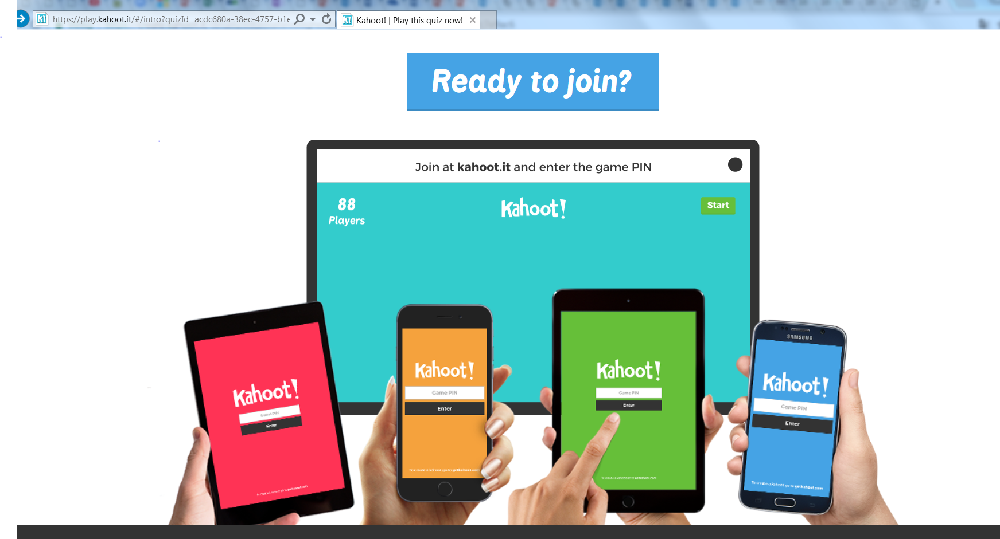 https://play.kahoot.it/#/intro?quizId=acdc680a-38ec-4757-b1e
Kahoot! | Play this quiz now!
Ready to join?
Join at kahoot.it and enter the game PIN
88
Players
Kahoot!
Start
Kahoot!
Game PIN
Enter
To create a kahoot go to getkahoot.com
Kahoot!
Game PIN
Enter
To create a kahoot go to getkahoot.com
Kahoot!
Game PIN
Enter
To create a kahoot go to getkahoot.com
SAMSUNG
Kahoot!
Game PIN
Enter
To create a kahoot go to getkahoot.com